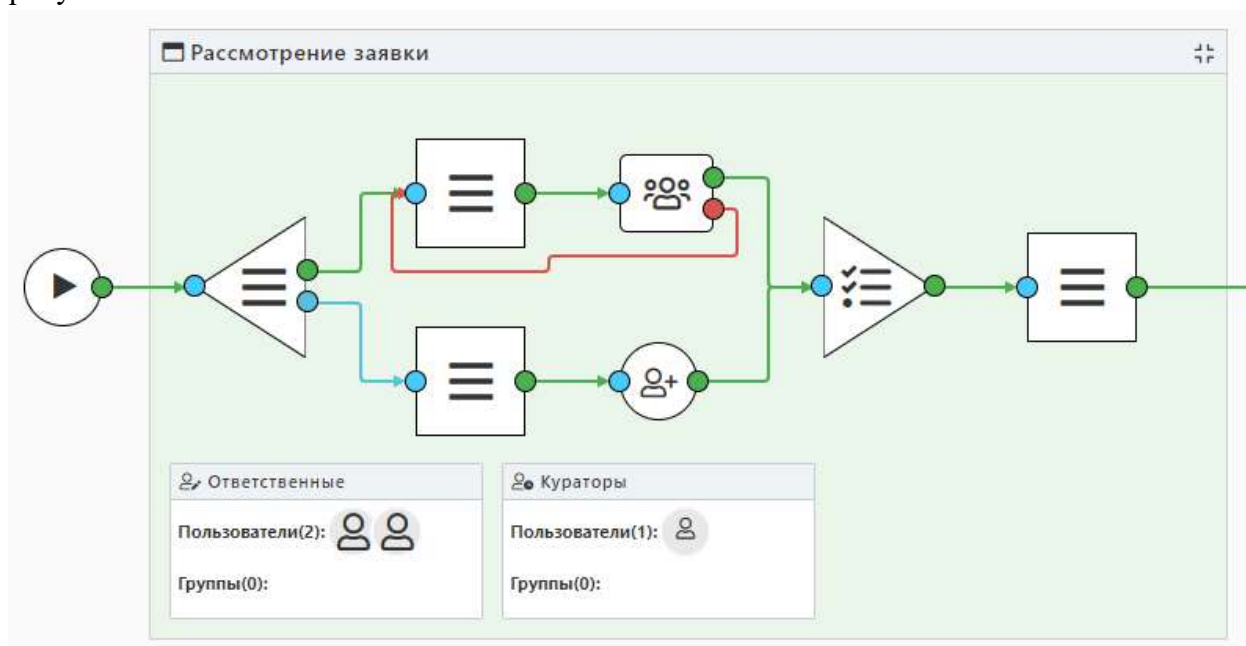 Рассмотрение заявки
Ответственные
Пользователи(2):
Группы(0):
Кураторы
Пользователи(1):
Группы(0):